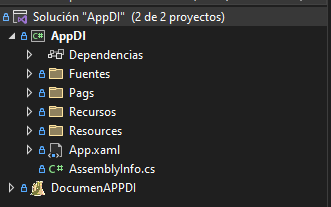 Solución "AppDI" (2 de 2 proyectos)
AppDI
Dependencias
Fuentes
Pags
Recursos
Resources
App.xaml
C# AssemblyInfo.cs
DocumenAPPDI